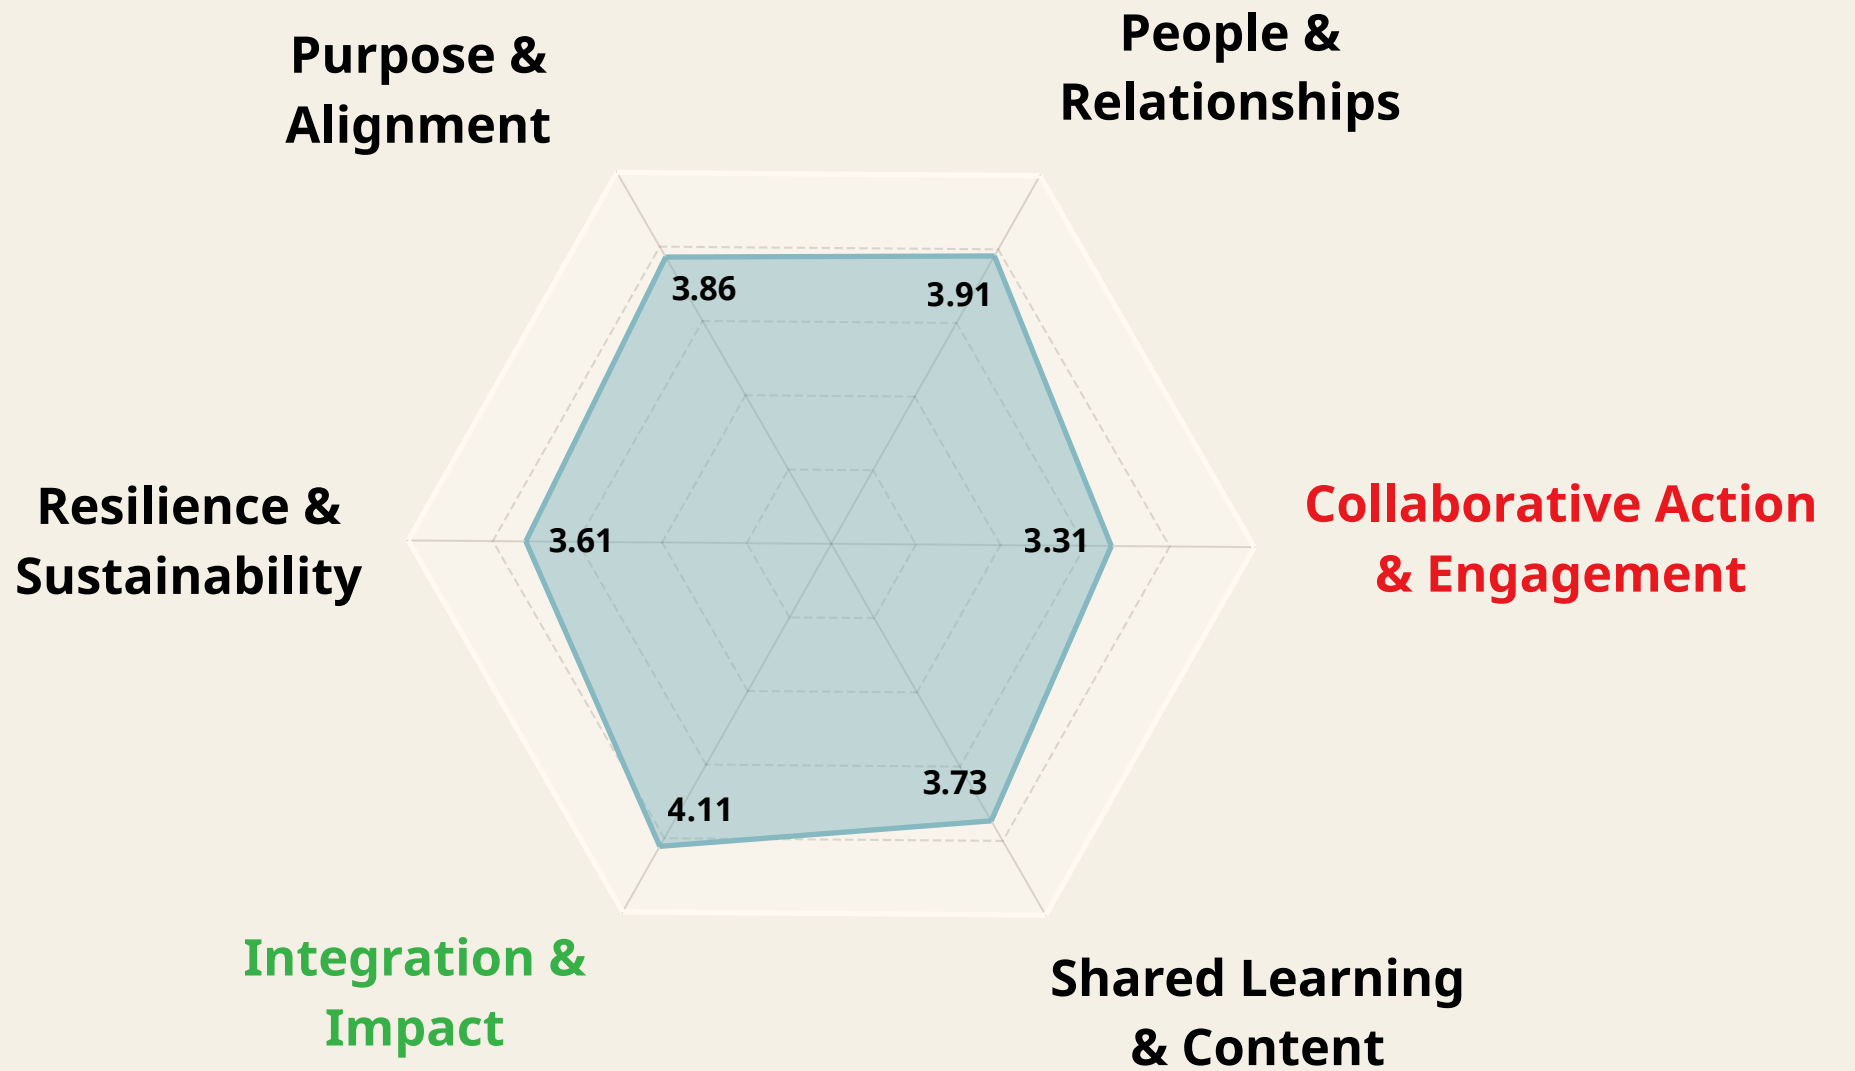 People &
Relationships
Purpose &
Alignment
3.86
3.91
Resilience &
Sustainability
3.61
3.31
Collaborative Action
& Engagement
3.73
4.11
Integration &
Impact
Shared Learning
& Content